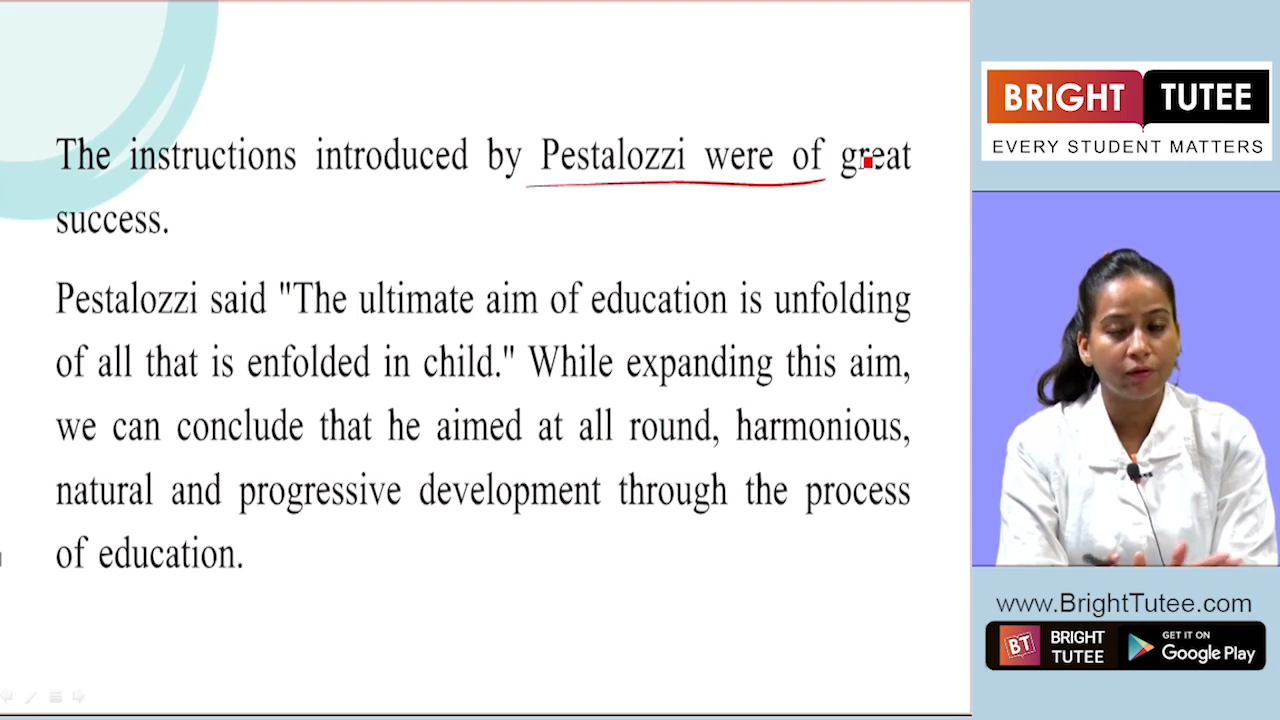 The instructions introduced by Pestalozzi were of great
success.
Pestalozzi said "The ultimate aim of education is unfolding
of all that is enfolded in child." While expanding this aim,
we can conclude that he aimed at all round, harmonious,
natural and progressive development through the process
of education.
BRIGHT TUTEE
EVERY STUDENT MATTERS
www.BrightTutee.com
BT BRIGHT TUTEE
GET IT ON
Google Play